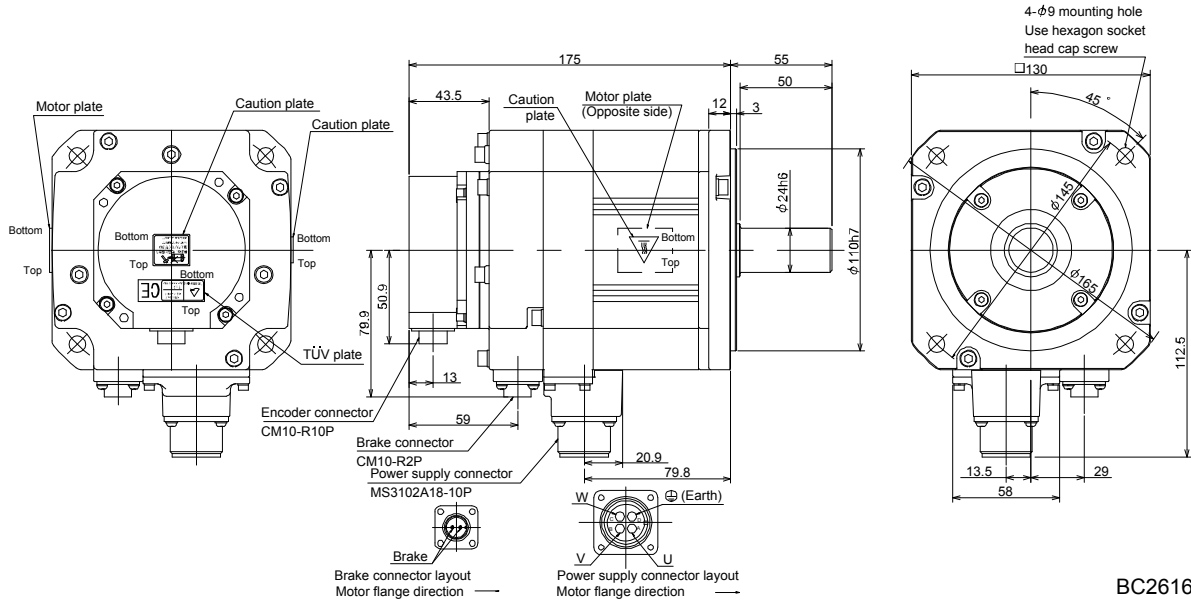 4-ϕ9 mounting hole
Use hexagon socket
head cap screw
175
55
□130
50
43.5
12
3
45°
Motor plate
Caution plate
Caution plate
Caution
plate
Motor plate
(Opposite side)
ϕ145
ϕ24h6
ϕ110h7
ϕ165
Bottom
Top
Bottom
Top
Bottom
Top
Bottom
Top
Bottom
Top
CE
TÜV plate
50.9
79.9
112.5
13
Encoder connector
CM10-R10P
59
Brake connector
CM10-R2P
Power supply connector
MS3102A18-10P
20.9
79.8
13.5
29
58
W
⏚ (Earth)
C
D
B
A
V
U
Brake
Brake connector layout
Motor flange direction
Power supply connector layout
Motor flange direction
BC2616